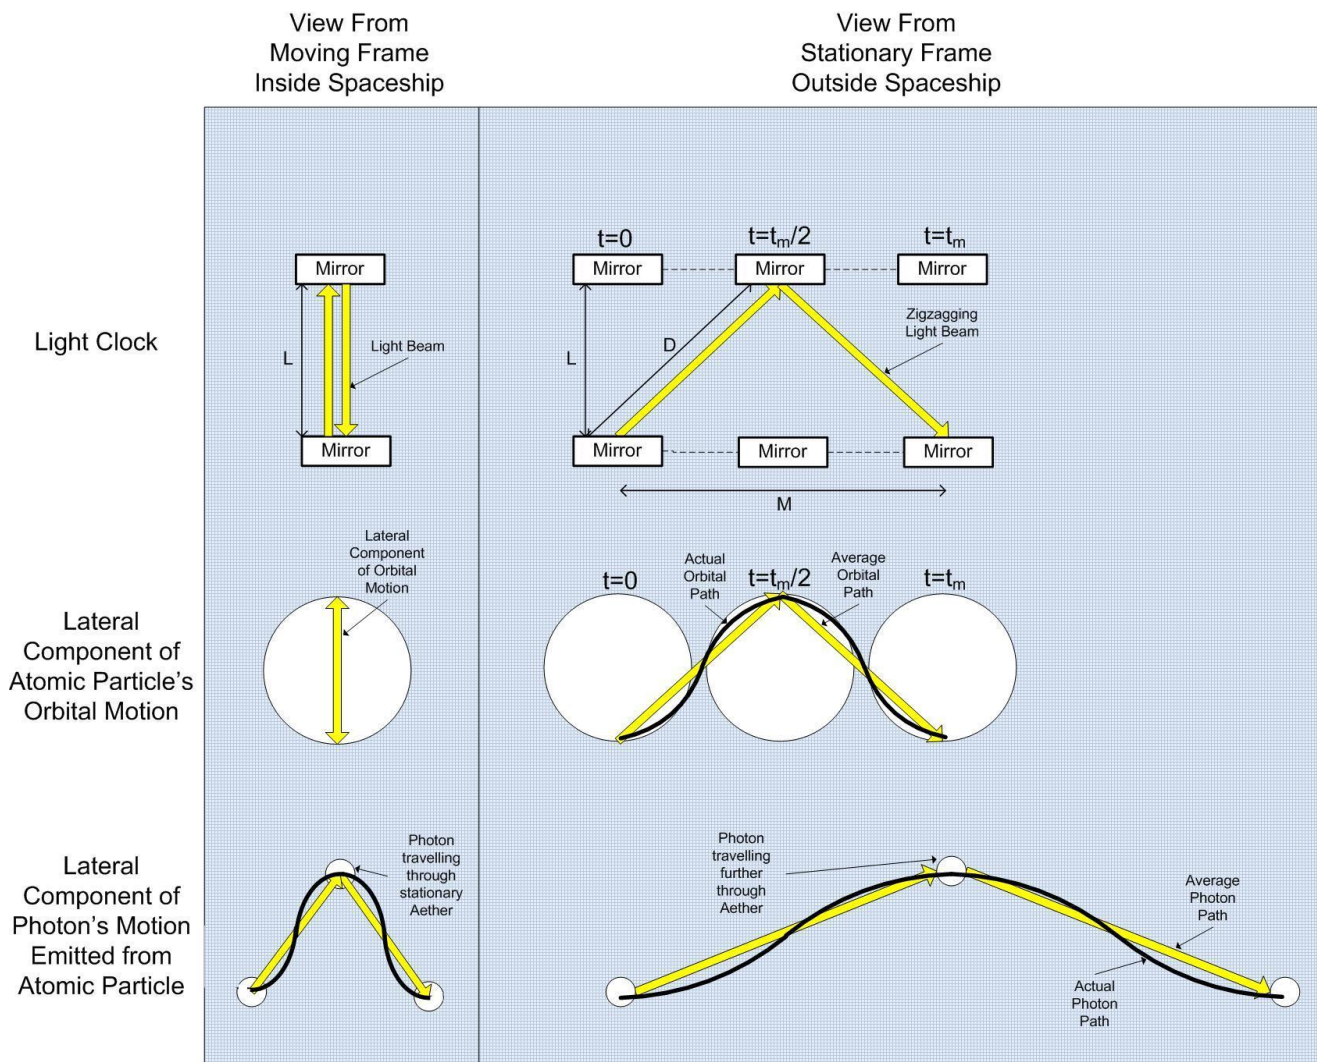 View From
Moving Frame
Inside Spaceship
View From
Stationary Frame
Outside Spaceship
Light Clock
Mirror
L
Light Beam
Mirror
t=0
t=tm/2
t=tm
Mirror
Mirror
Mirror
L
D
Zigzagging
Light Beam
Mirror
Mirror
Mirror
M
Lateral
Component of
Atomic Particle's
Orbital Motion
Lateral
Component
of Orbital
Motion
t=0
Actual
Orbital
Path
t=tm/2
Average
Orbital
Path
t=tm
Lateral
Component of
Photon's Motion
Emitted from
Atomic Particle
Photon
travelling
through
stationary
Aether
Photon
travelling
further
through
Aether
Average
Photon
Path
Actual
Photon
Path